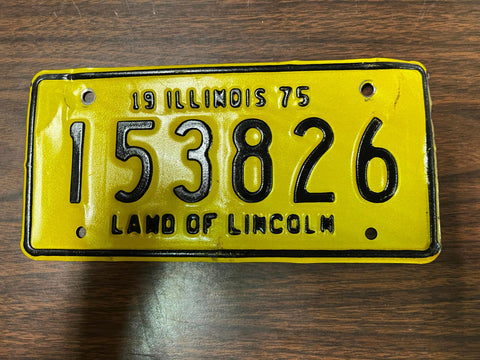 19 ILLINOIS 75
153826
LAND OF LINCOLN